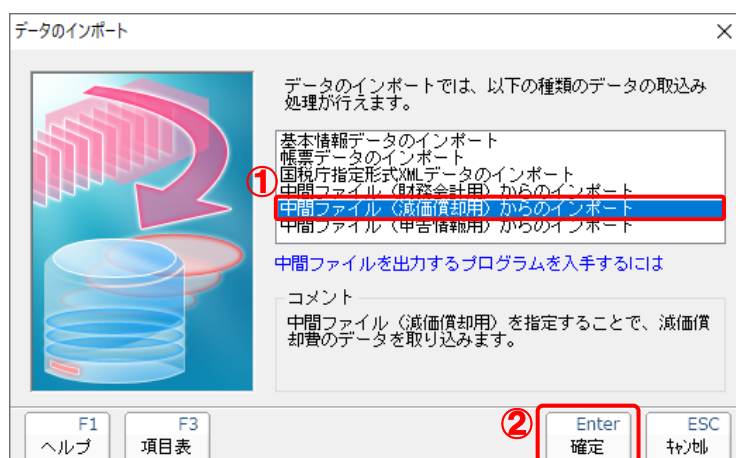 データのインポート
データのインポートでは、以下の種類のデータの取込み
処理が行えます。
基本情報データのインポート
帳票データのインポート
国税庁指定形式XMLデータのインポート
①
中間ファイル（財務会計用）からのインポート
中間ファイル（減価償却用）からのインポート
中間ファイル（申告情報用）からのインポート
中間ファイルを出力するプログラムを入手するには
コメント
中間ファイル（減価償却用）を指定することで、減価償
却費のデータを取り込みます。
F1
ヘルプ
F3
項目表
②
Enter
確定
ESC
ｷｬﾝｾﾙ